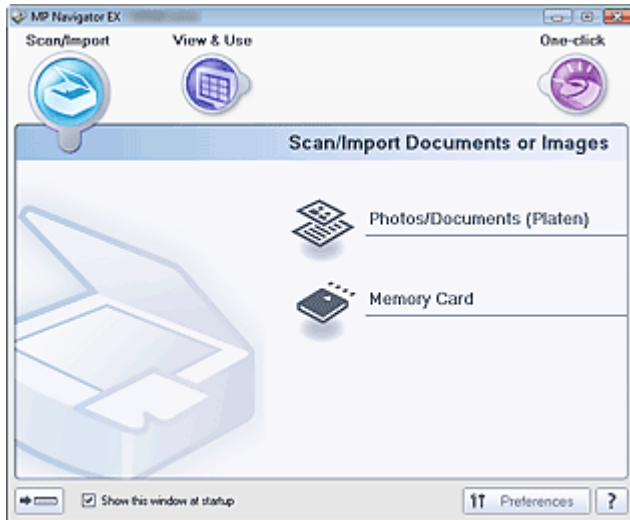 MP Navigator EX
Scan/Import
View & Use
One-click
Scan/Import Documents or Images
Photos/Documents (Platen)
Memory Card
Show this window at startup
Preferences
?